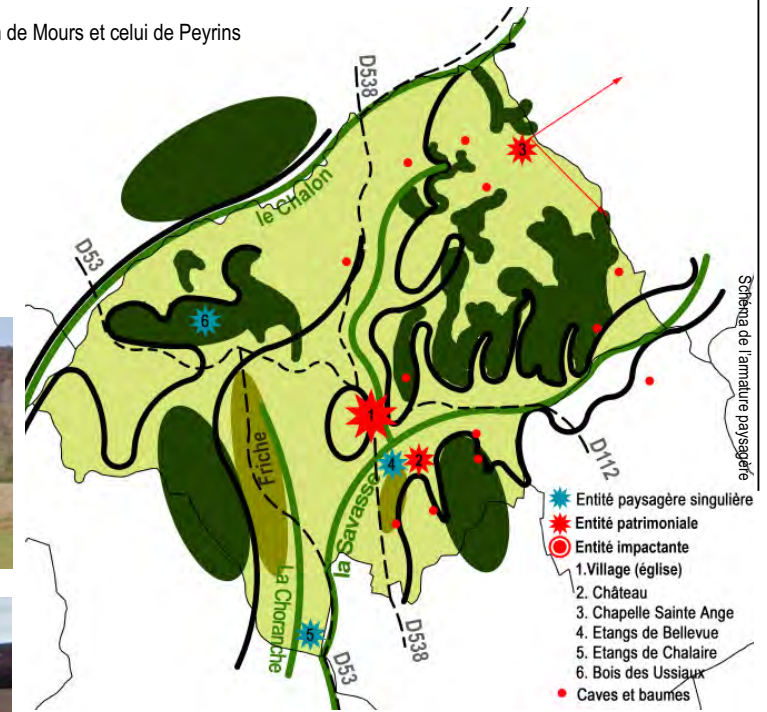 de Mours et celui de Peyrins
D538
3
le Chalon
D53
6
Friche
1
D112
4
2
la Savasse
La Choranche
5
D53
D538
Schéma de l'armature paysagère
Entité paysagère singulière
Entité patrimoniale
Entité impactante
1.Village (église)
2. Château
3. Chapelle Sainte Ange
4. Etangs de Bellevue
5. Etangs de Chalaire
6. Bois des Ussiaux
Caves et baumes